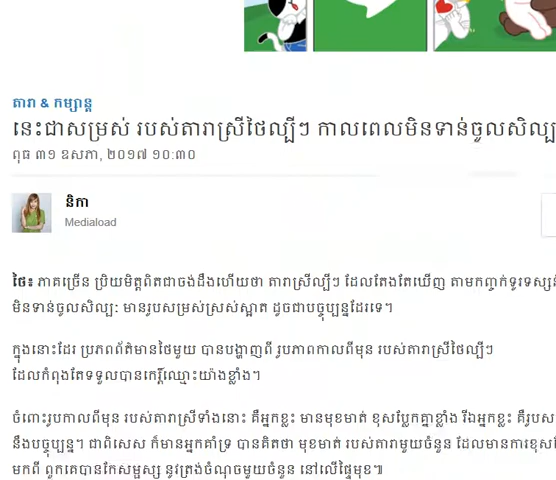 តារា & កម្សាន្ត
នេះជាសម្រស់ របស់តារាស្រីថៃល្បីៗ កាលពេលមិនទាន់ចូលសិល្ប
ពុធ ៣១ ឧសភា, ២០១៧ ១០:៣០
និកា
Mediaload
ថៃ៖ ភាគច្រើន ប្រិយមិត្តពិតជាចង់ដឹងហើយថា តារាស្រីល្បីៗ ដែលតែងតែឃើញ តាមកញ្ចក់ទូរទស្សន៍
មិនទាន់ចូលសិល្បៈ មានរូបសម្រស់ស្រស់ស្អាត ដូចជាបច្ចុប្បន្នដែរទេ។
ក្នុងនោះដែរ ប្រភពព័ត៌មានថៃមួយ បានបង្ហាញពី រូបភាពកាលពីមុន របស់តារាស្រីថៃល្បីៗ
ដែលកំពុងតែទទួលបានកេរ្តិ៍ឈ្មោះយ៉ាងខ្លាំង។
ចំពោះរូបកាលពីមុន របស់តារាស្រីទាំងនោះ គឺអ្នកខ្លះ មានមុខមាត់ ខុសប្លែកគ្នាខ្លាំង រីឯអ្នកខ្លះ គឺរូបស
នឹងបច្ចុប្បន្ន។ ជាពិសេស ក៏មានអ្នកគាំទ្រ បានគិតថា មុខមាត់ របស់តារាមួយចំនួន ដែលមានការខុស
មកពី ពួកគេបានកែសម្ផស្ស នូវត្រង់ចំណុចមួយចំនួន នៅលើផ្ទៃមុខ៕